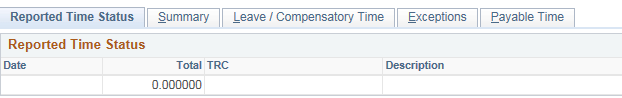 Reported Time Status Summary Leave / Compensatory Time Exceptions Payable Time
Reported Time Status
Date Total TRC Description
0.000000